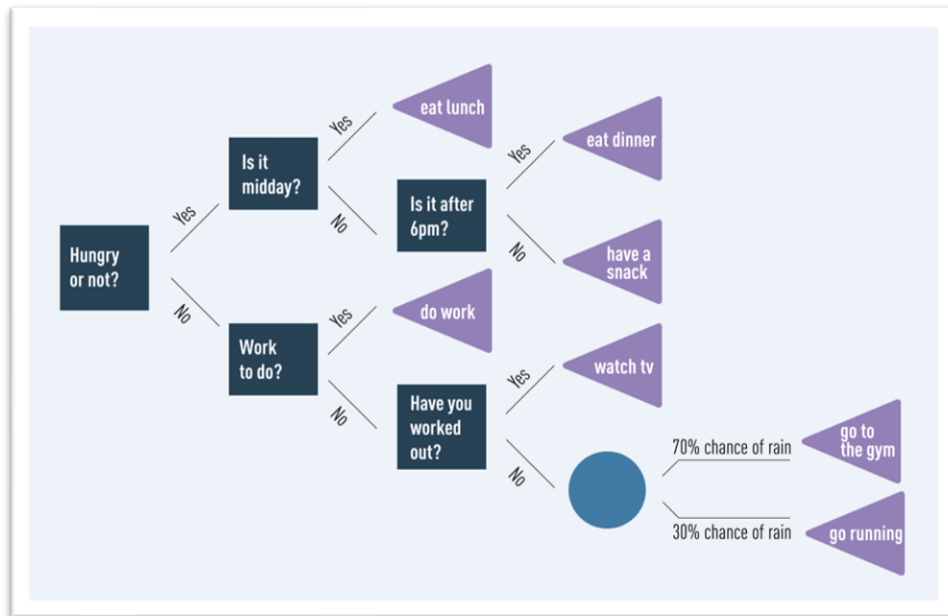 Hungry
or not?
Yes
No
Is it
midday?
Yes
No
eat lunch
Is it after
6pm?
Yes
No
eat dinner
have a
snack
Work
to do?
Yes
No
do work
Have you
worked
out?
Yes
No
watch tv
70% chance of rain
go to
the gym
30% chance of rain
go running